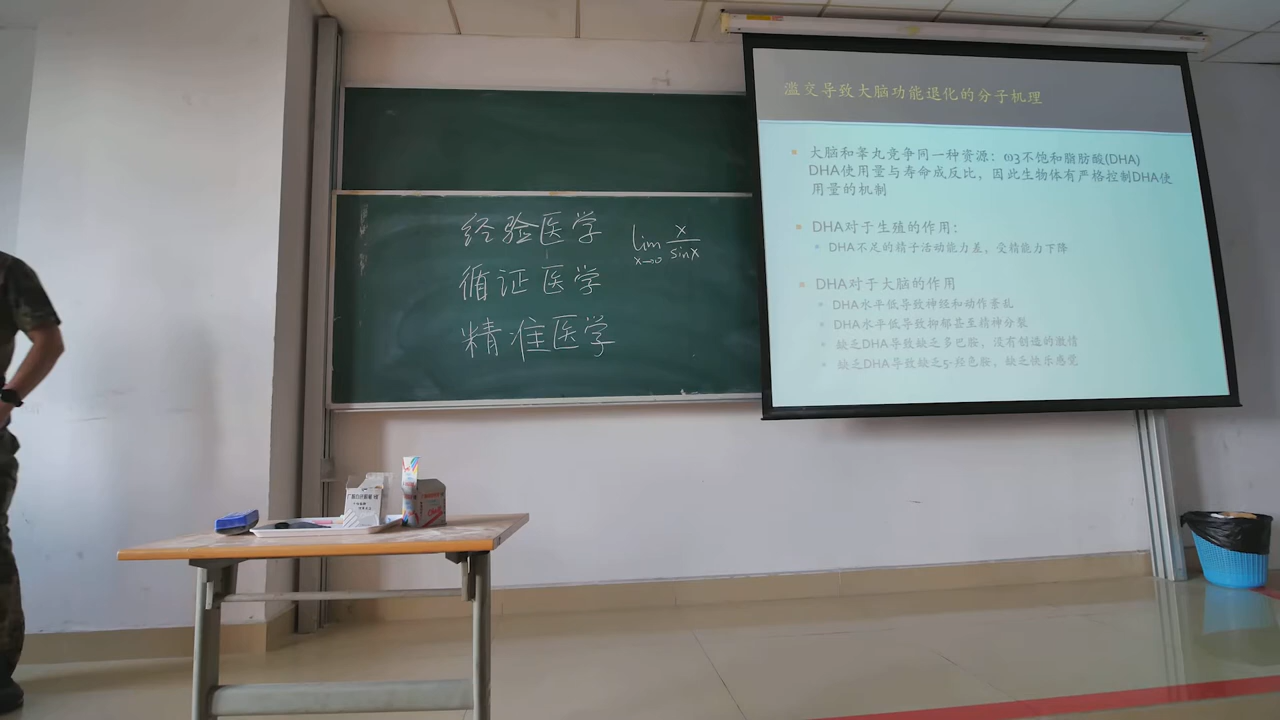 经验医学
循证医学
精准医学
lim x/sinx
x→0
滥交导致大脑功能退化的分子机理
大脑和睾丸竞争同一种资源：ω3不饱和脂肪酸(DHA)
DHA使用量与寿命成反比，因此生物体有严格控制DHA使
用量的机制
DHA对于生殖的作用：
DHA不足的精子活动能力差，受精能力下降
DHA对于大脑的作用
DHA水平低导致神经和动作紊乱
DHA水平低导致抑郁甚至精神分裂
缺乏DHA导致缺乏多巴胺，没有创造的激情
缺乏DHA导致缺乏5-羟色胺，缺乏快乐感觉